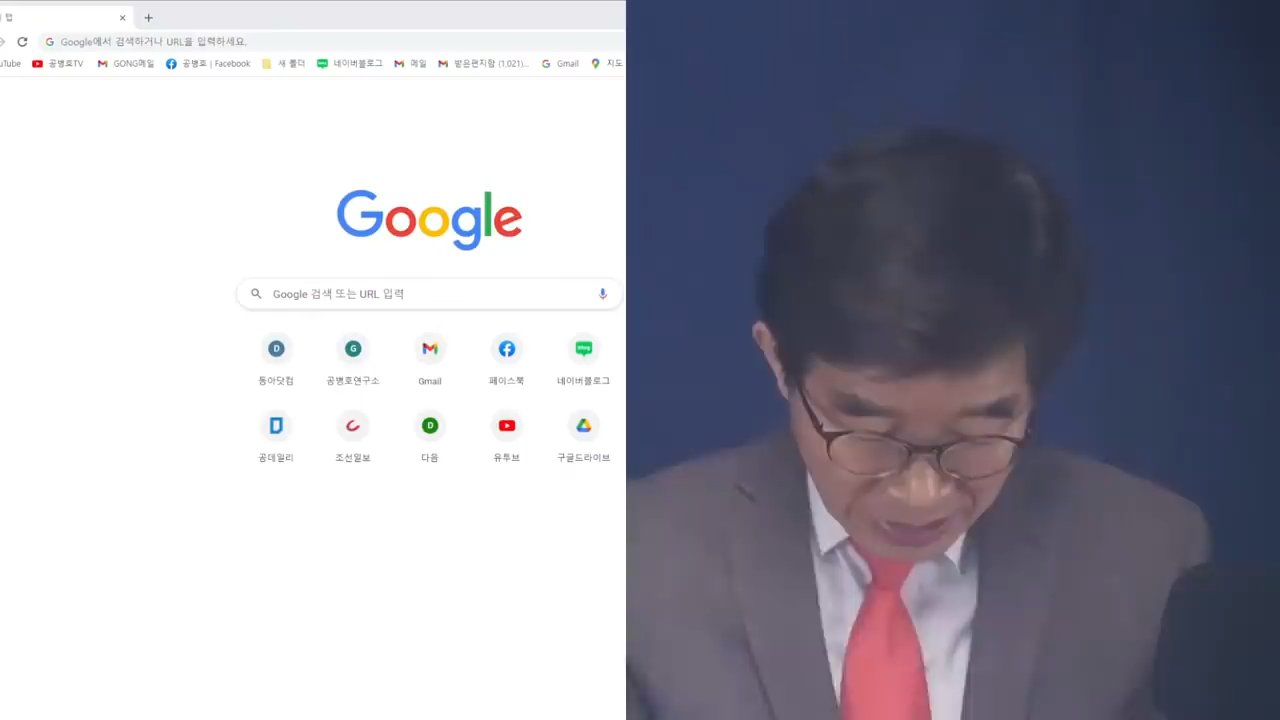 탭
Google에서 검색하거나 URL을 입력하세요.
uTube 공병호TV GONG메일 공병호 | Facebook 새 폴더 네이버블로그 메일 받은편지함 (1,021)... Gmail 지도
Google
Google 검색 또는 URL 입력
D G blog
동아닷컴 공병호연구소 Gmail 페이스북 네이버블로그
D
공데일리 조선일보 다음 유투브 구글드라이브